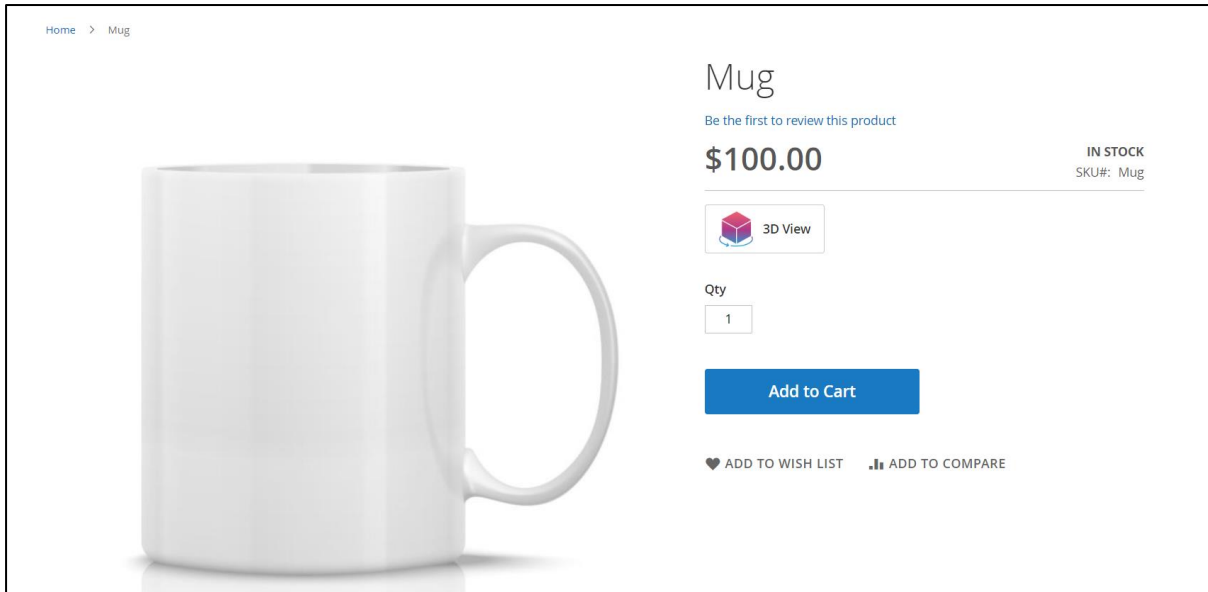 Home > Mug
Mug
Be the first to review this product
$100.00
IN STOCK
SKU#: Mug
3D View
Qty
1
Add to Cart
ADD TO WISH LIST ADD TO COMPARE